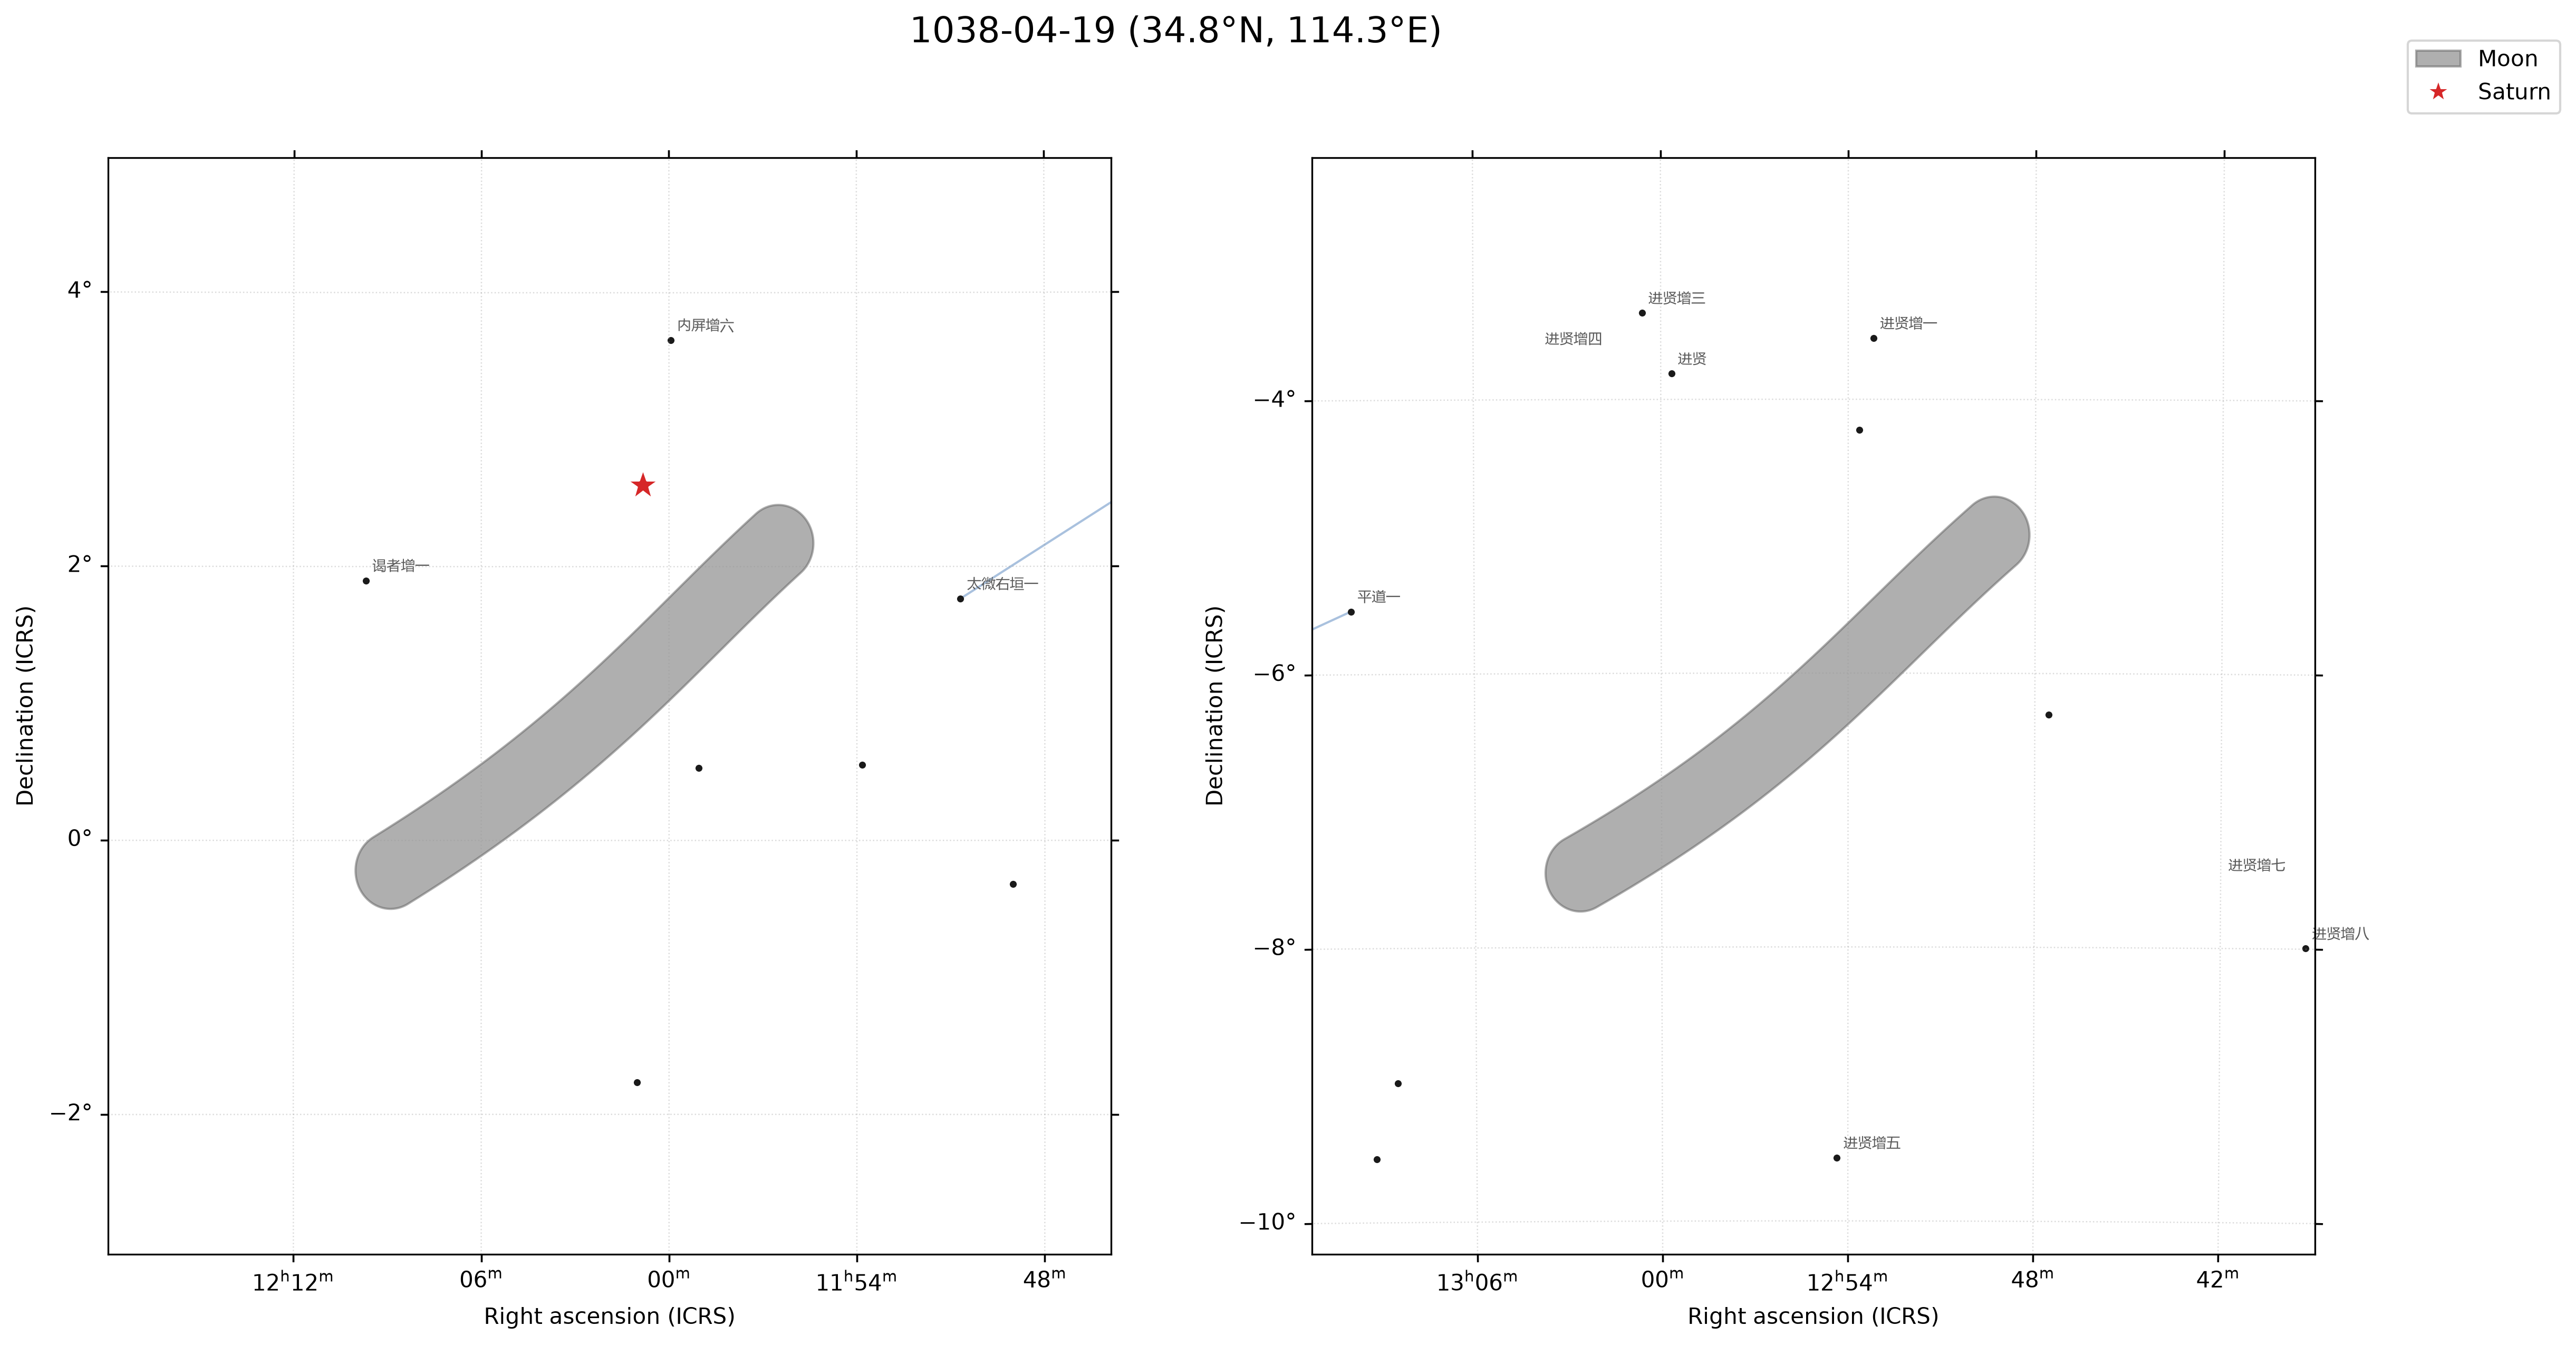 1038-04-19 (34.8°N, 114.3°E)
Moon
Saturn
4°
2°
0°
−2°
Declination (ICRS)
内屏增六
谒者增一
太微右垣一
12ʰ12ᵐ
06ᵐ
00ᵐ
11ʰ54ᵐ
48ᵐ
Right ascension (ICRS)
−4°
−6°
−8°
−10°
Declination (ICRS)
进贤增三
进贤增一
进贤增四
进贤
平道一
进贤增七
进贤增八
进贤增五
13ʰ06ᵐ
00ᵐ
12ʰ54ᵐ
48ᵐ
42ᵐ
Right ascension (ICRS)